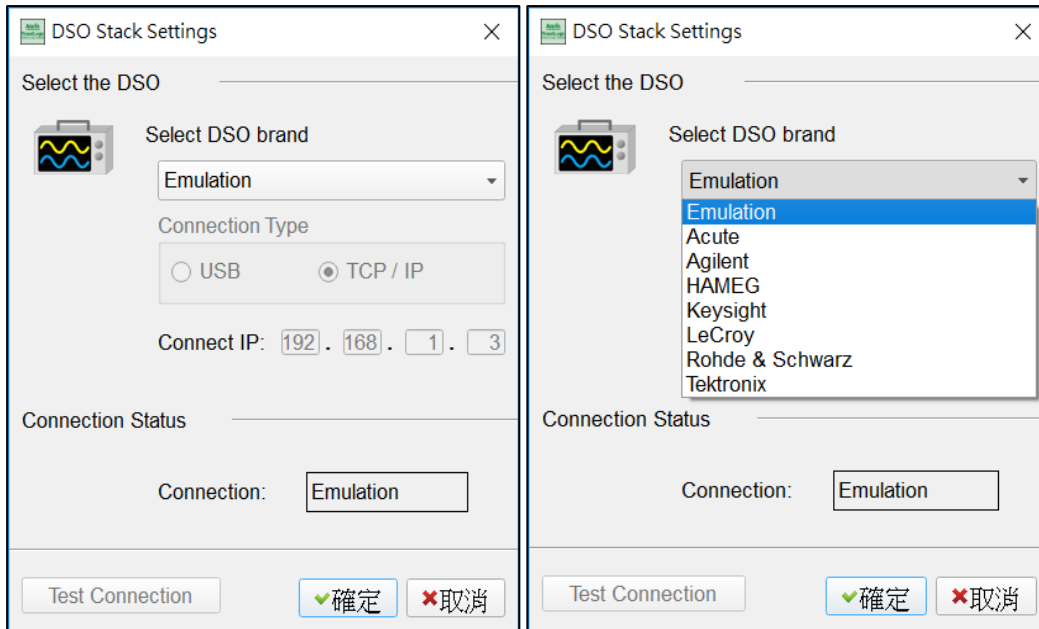 DSO Stack Settings
Select the DSO
Select DSO brand
Emulation
Connection Type
USB
TCP / IP
Connect IP: 192 . 168 . 1 . 3
Connection Status
Connection: Emulation
Test Connection
確定
取消
DSO Stack Settings
Select the DSO
Select DSO brand
Emulation
Emulation
Acute
Agilent
HAMEG
Keysight
LeCroy
Rohde & Schwarz
Tektronix
Connection Status
Connection: Emulation
Test Connection
確定
取消